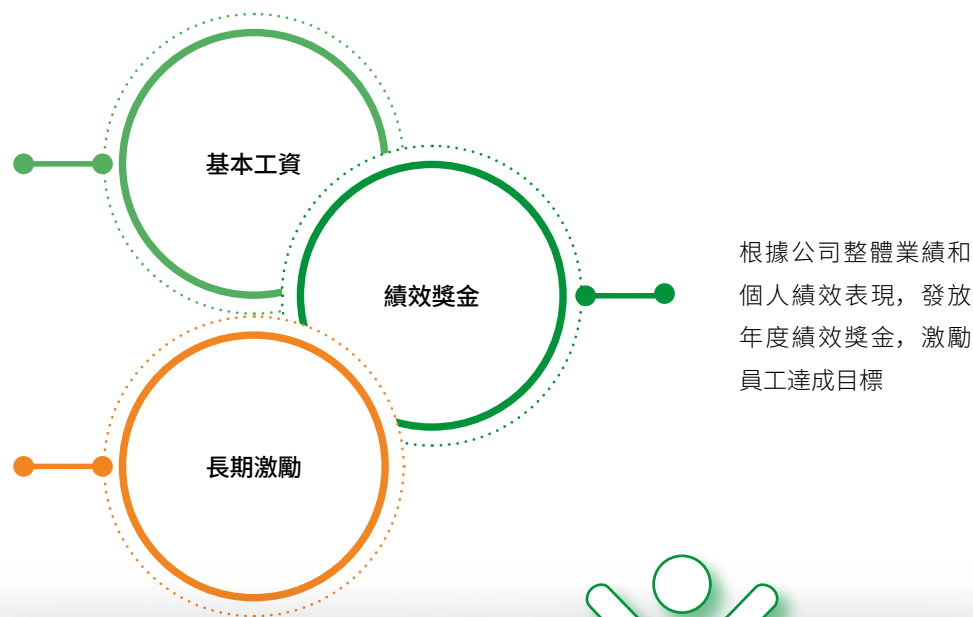 基本工資
績效獎金
根據公司整體業績和
個人績效表現，發放
年度績效獎金，激勵
員工達成目標
長期激勵